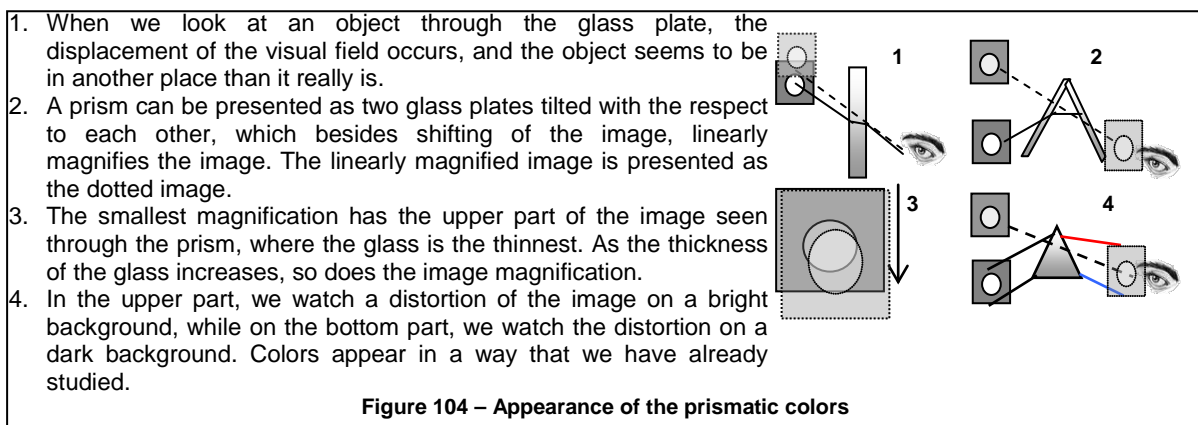 1. When we look at an object through the glass plate, the
displacement of the visual field occurs, and the object seems to be
in another place than it really is.
2. A prism can be presented as two glass plates tilted with the respect
to each other, which besides shifting of the image, linearly
magnifies the image. The linearly magnified image is presented as
the dotted image.
3. The smallest magnification has the upper part of the image seen
through the prism, where the glass is the thinnest. As the thickness
of the glass increases, so does the image magnification.
4. In the upper part, we watch a distortion of the image on a bright
background, while on the bottom part, we watch the distortion on a
dark background. Colors appear in a way that we have already
studied.
1
2
3
4
Figure 104 – Appearance of the prismatic colors